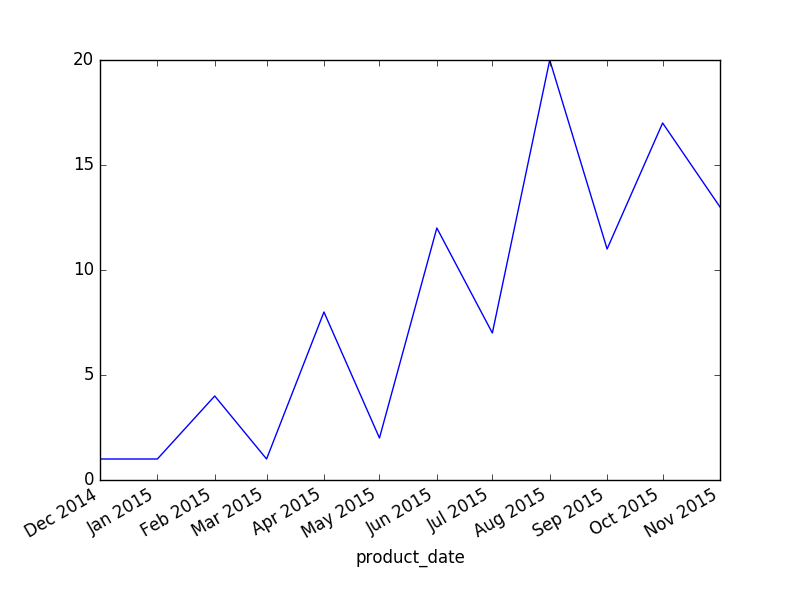 20
15
10
5
0
Dec 2014
Jan 2015
Feb 2015
Mar 2015
Apr 2015
May 2015
Jun 2015
Jul 2015
Aug 2015
Sep 2015
Oct 2015
Nov 2015
product_date